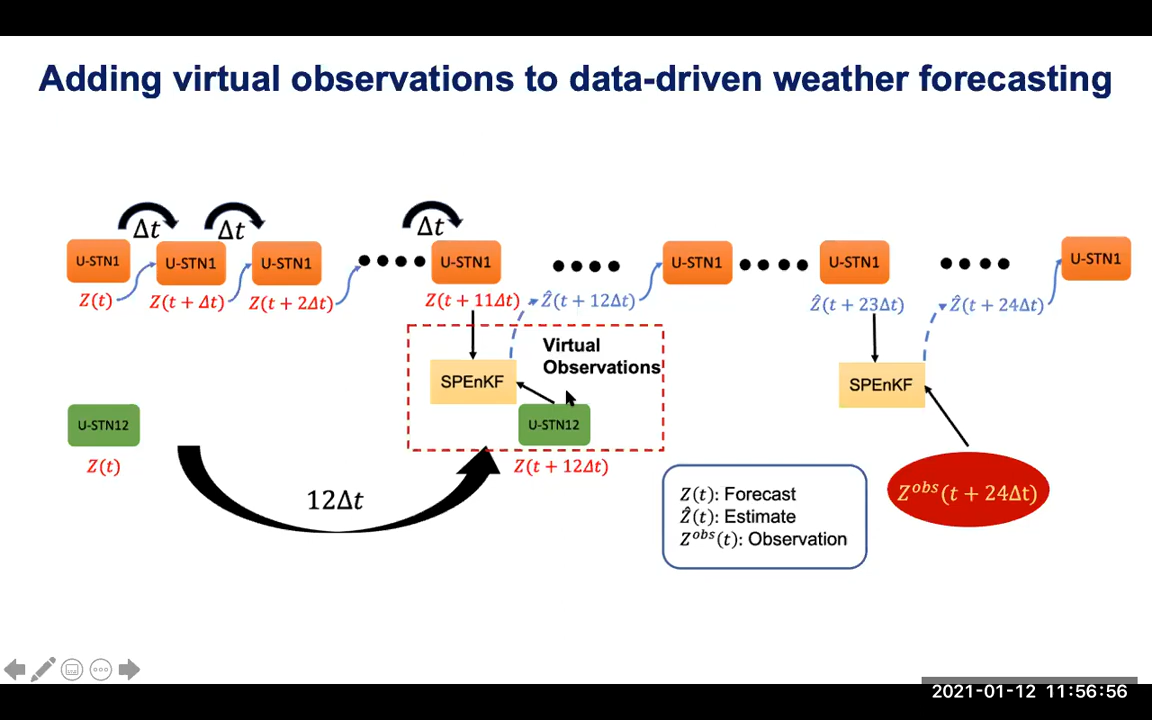 Adding virtual observations to data-driven weather forecasting
Δt
Δt
Δt
U-STN1
U-STN1
U-STN1
U-STN1
U-STN1
U-STN1
U-STN1
Z(t)
Z(t + Δt)
Z(t + 2Δt)
Z(t + 11Δt)
Ẑ(t + 12Δt)
Ẑ(t + 23Δt)
Ẑ(t + 24Δt)
Virtual
Observations
SPEnKF
SPEnKF
U-STN12
U-STN12
Z(t)
Z(t + 12Δt)
12Δt
Z(t): Forecast
Ẑ(t): Estimate
Zᵒᵇˢ(t): Observation
Zᵒᵇˢ(t + 24Δt)
2021-01-12 11:56:56